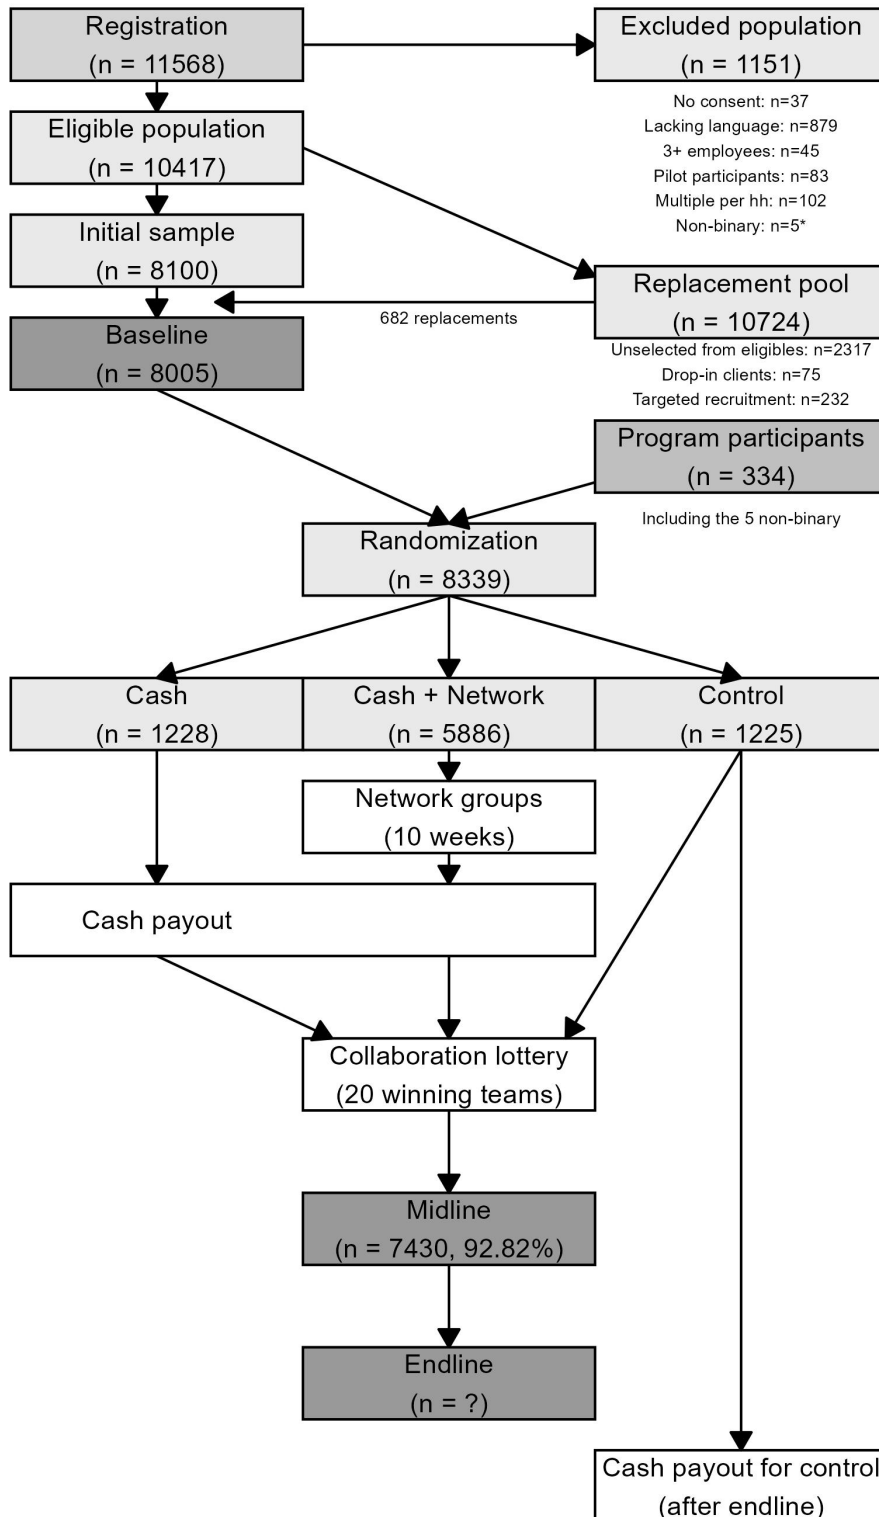 Registration
(n = 11568)
Excluded population
(n = 1151)
No consent: n=37
Lacking language: n=879
3+ employees: n=45
Pilot participants: n=83
Multiple per hh: n=102
Non-binary: n=5*
Eligible population
(n = 10417)
Initial sample
(n = 8100)
Replacement pool
(n = 10724)
682 replacements
Unselected from eligibles: n=2317
Drop-in clients: n=75
Targeted recruitment: n=232
Baseline
(n = 8005)
Program participants
(n = 334)
Including the 5 non-binary
Randomization
(n = 8339)
Cash
(n = 1228)
Cash + Network
(n = 5886)
Control
(n = 1225)
Network groups
(10 weeks)
Cash payout
Collaboration lottery
(20 winning teams)
Midline
(n = 7430, 92.82%)
Endline
(n = ?)
Cash payout for control
(after endline)